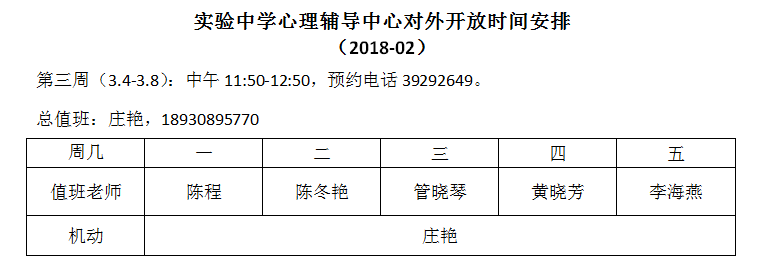 实验中学心理辅导中心对外开放时间安排
（2018-02）
第三周（3.4-3.8）：中午 11:50-12:50，预约电话 39292649。
总值班：庄艳，18930895770
周几 一 二 三 四 五
值班老师 陈程 陈冬艳 管晓琴 黄晓芳 李海燕
机动 庄艳